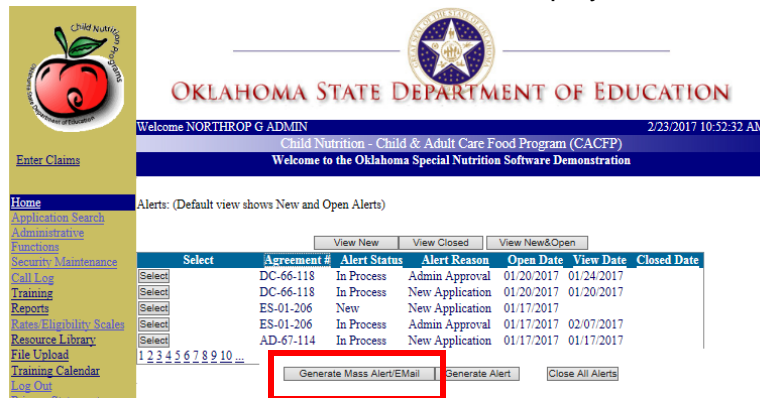 Child Nutrition Programs
Oklahoma State Department of Education
OKLAHOMA STATE DEPARTMENT OF EDUCATION
Welcome NORTHROP G ADMIN 2/23/2017 10:52:32 AM
Child Nutrition - Child & Adult Care Food Program (CACFP)
Enter Claims
Welcome to the Oklahoma Special Nutrition Software Demonstration
Home
Application Search
Administrative
Functions
Security Maintenance
Call Log
Training
Reports
Rates/Eligibility Scales
Resource Library
File Upload
Training Calendar
Log Out
Alerts: (Default view shows New and Open Alerts)
View New View Closed View New&Open
Select Agreement # Alert Status Alert Reason Open Date View Date Closed Date
Select DC-66-118 In Process Admin Approval 01/20/2017 01/24/2017
Select DC-66-118 In Process New Application 01/20/2017 01/20/2017
Select ES-01-206 New New Application 01/17/2017
Select ES-01-206 In Process Admin Approval 01/17/2017 02/07/2017
Select AD-67-114 In Process New Application 01/17/2017 01/17/2017
1 2 3 4 5 6 7 8 9 10 ...
Generate Mass Alert/EMail Generate Alert Close All Alerts